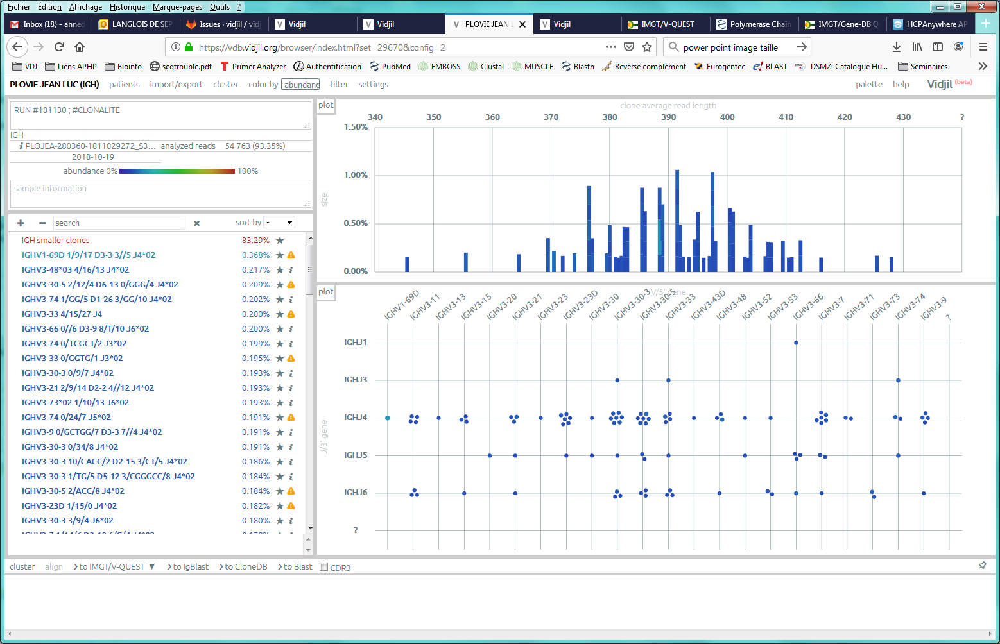 Fichier Édition Affichage Historique Marque-pages Outils ?
Inbox (18) - anned LANGLOIS DE SEP Issues · vidjil / vidj Vidjil Vidjil PLOVIE JEAN L Vidjil IMGT/V-QUEST Polymerase Chain IMGT/Gene-DB Q HCPAnywhere AP
https://vdb.vidjil.org/browser/index.html?set=29670&config=2 power point image taille
VDJ Liens APHP Bioinfo seqtrouble.pdf Primer Analyzer Authentification PubMed EMBOSS Clustal MUSCLE Blastn Reverse complement Eurogentec BLAST DSMZ: Catalogue Hu... Séminaires
PLOVIE JEAN LUC (IGH) patients import/export cluster color by abundanc filter settings palette help Vidjil (beta)
RUN #181130 ; #CLONALITE
IGH
PLOJEA-280360-1811029272_S3... analyzed reads 54 763 (93.35%)
2018-10-19
abundance 0% 100%
sample information
+ − search × sort by -
IGH smaller clones 83.29%
IGHV1-69D 1/9/17 D3-3 3//5 J4*02 0.368%
IGHV3-48*03 4/16/13 J4*02 0.217%
IGHV3-30-5 2/12/4 D6-13 0/GGG/4 J4*02 0.209%
IGHV3-74 1/GG/5 D1-26 3/GG/10 J4*02 0.202%
IGHV3-33 4/15/27 J4 0.200%
IGHV3-66 0//6 D3-9 8/T/10 J6*02 0.200%
IGHV3-74 0/TCGCT/2 J3*02 0.199%
IGHV3-33 0/GGTG/1 J3*02 0.195%
IGHV3-30-3 0/9/7 J4*02 0.193%
IGHV3-21 2/9/14 D2-2 4//12 J4*02 0.193%
IGHV3-73*02 1/10/13 J6*02 0.193%
IGHV3-74 0/24/7 J5*02 0.191%
IGHV3-9 0/GCTGG/7 D3-3 7//4 J4*02 0.191%
IGHV3-30-3 0/34/8 J4*02 0.191%
IGHV3-30-3 10/CACC/2 D2-15 3/CT/5 J4*02 0.186%
IGHV3-30-3 1/TG/5 D5-12 3/CGGGCC/8 J4*02 0.184%
IGHV3-30-5 2/ACC/8 J4*02 0.184%
IGHV3-23D 1/15/0 J4*02 0.182%
IGHV3-30-3 3/9/4 J6*02 0.180%
plot
clone average read length
340 350 360 370 380 390 400 410 420 430 ?
1.50%
1.00%
0.50%
0.00%
size
plot
V/5' gene
IGHV1-69D IGHV3-11 IGHV3-13 IGHV3-15 IGHV3-20 IGHV3-21 IGHV3-23 IGHV3-23D IGHV3-30 IGHV3-30-3 IGHV3-30-5 IGHV3-33 IGHV3-43D IGHV3-48 IGHV3-52 IGHV3-53 IGHV3-66 IGHV3-7 IGHV3-71 IGHV3-73 IGHV3-74 IGHV3-9 ?
IGHJ1
IGHJ3
IGHJ4
IGHJ5
IGHJ6
?
J/3' gene
cluster align to IMGT/V-QUEST ▼ to IgBlast to CloneDB to Blast CDR3